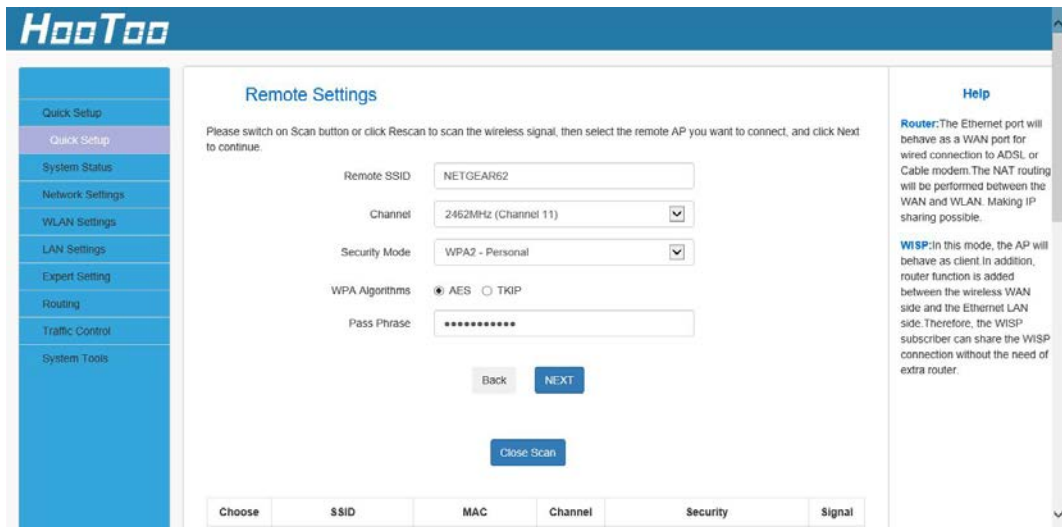 HooToo
Quick Setup
Quick Setup
System Status
Network Settings
WLAN Settings
LAN Settings
Expert Setting
Routing
Traffic Control
System Tools
Remote Settings
Please switch on Scan button or click Rescan to scan the wireless signal, then select the remote AP you want to connect, and click Next
to continue.
Remote SSID NETGEAR62
Channel 2462MHz (Channel 11)
Security Mode WPA2 - Personal
WPA Algorithms AES TKIP
Pass Phrase •••••••••••
Back NEXT
Close Scan
Choose SSID MAC Channel Security Signal
Help
Router:The Ethernet port will
behave as a WAN port for
wired connection to ADSL or
Cable modem.The NAT routing
will be performed between the
WAN and WLAN. Making IP
sharing possible.
WISP:In this mode, the AP will
behave as client.In addition,
router function is added
between the wireless WAN
side and the Ethernet LAN
side.Therefore, the WISP
subscriber can share the WISP
connection without the need of
extra router.